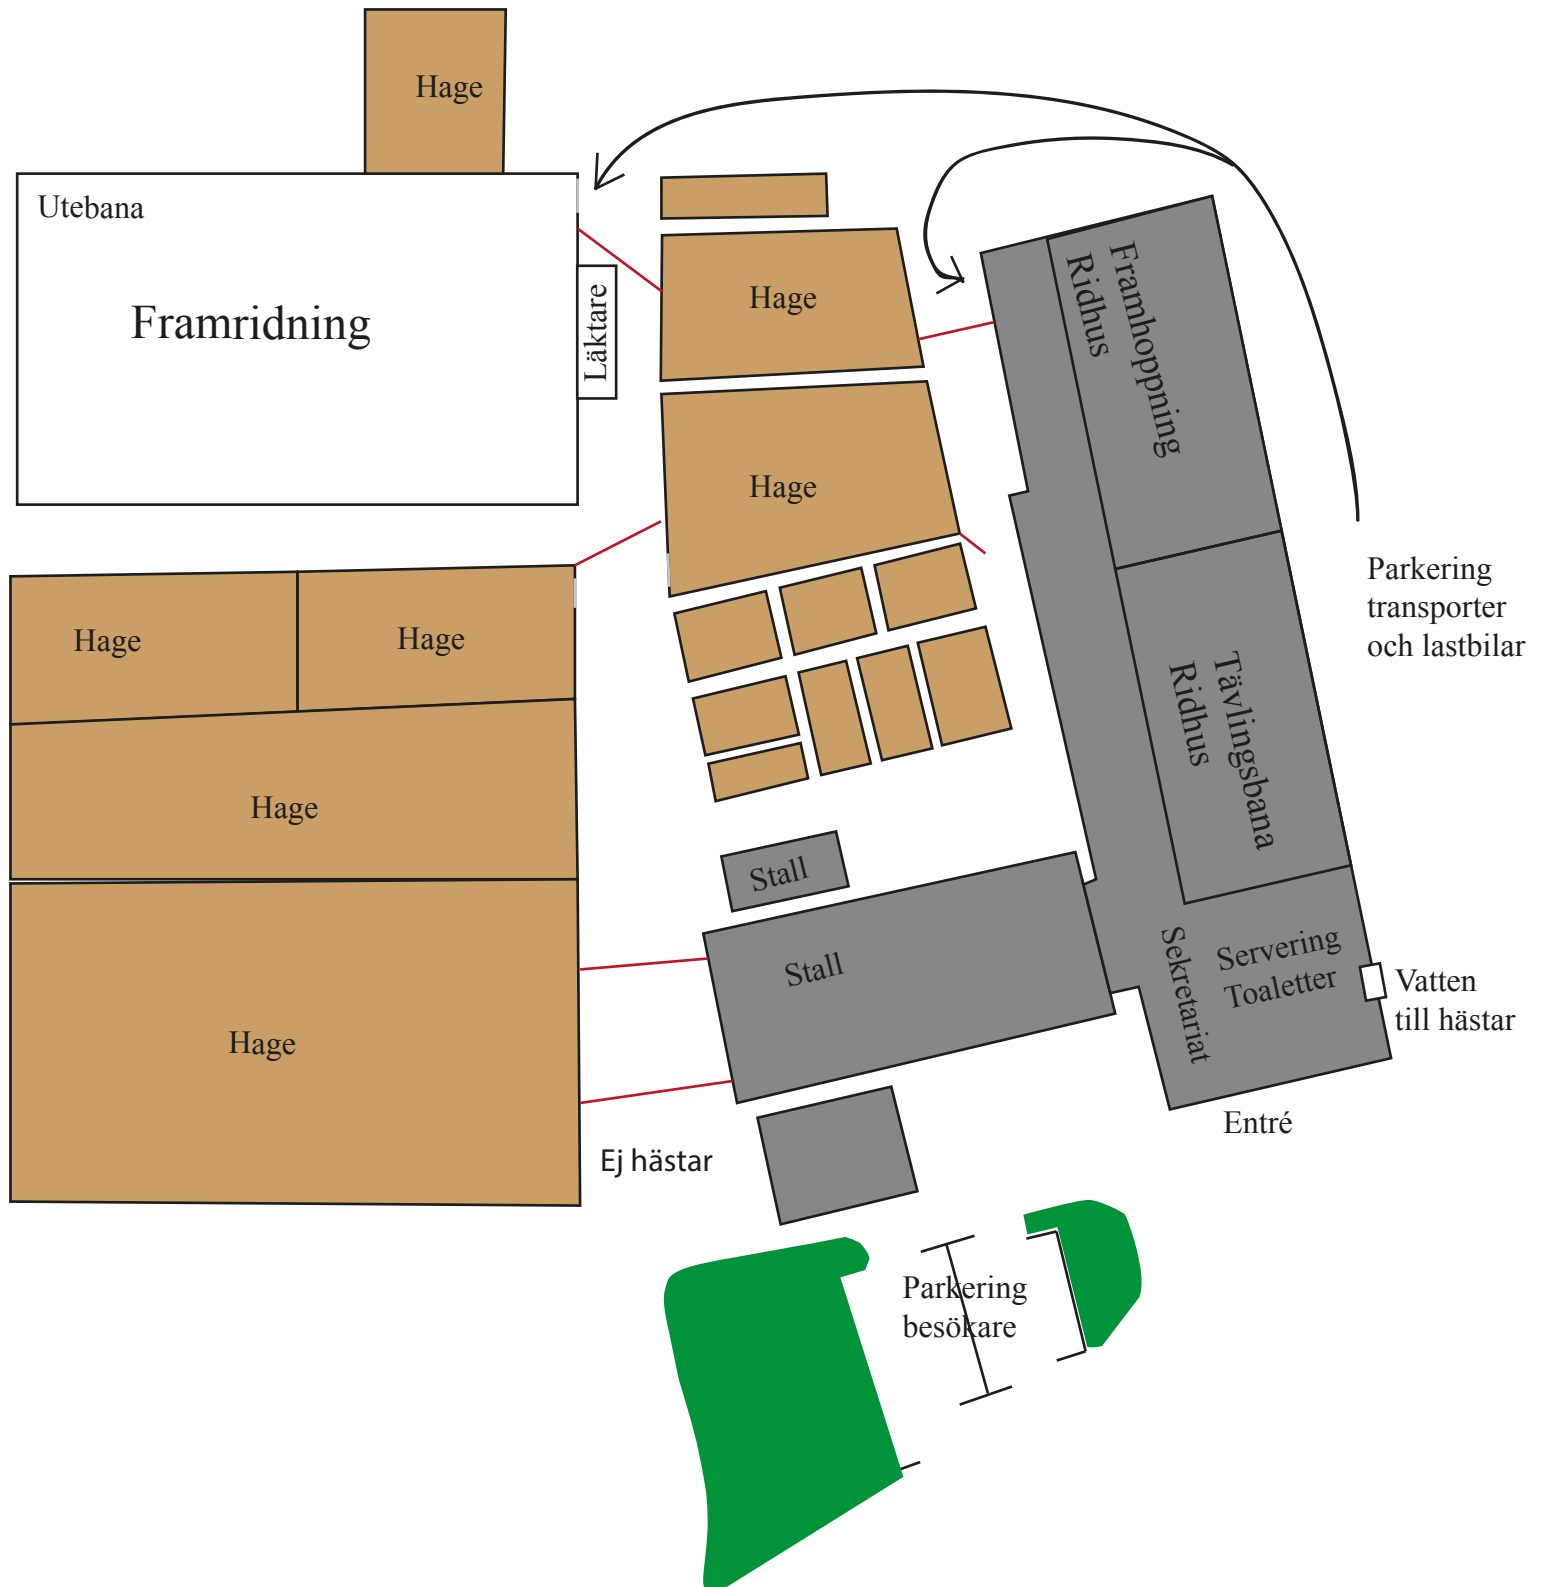 Hage
Utebana
Framridning
Läktare
Hage
Hage
Framhoppning
Ridhus
Parkering
transporter
och lastbilar
Hage
Hage
Hage
Hage
Tävlingsbana
Ridhus
Stall
Stall
Sekretariat
Servering
Toaletter
Vatten
till hästar
Entré
Ej hästar
Parkering
besökare